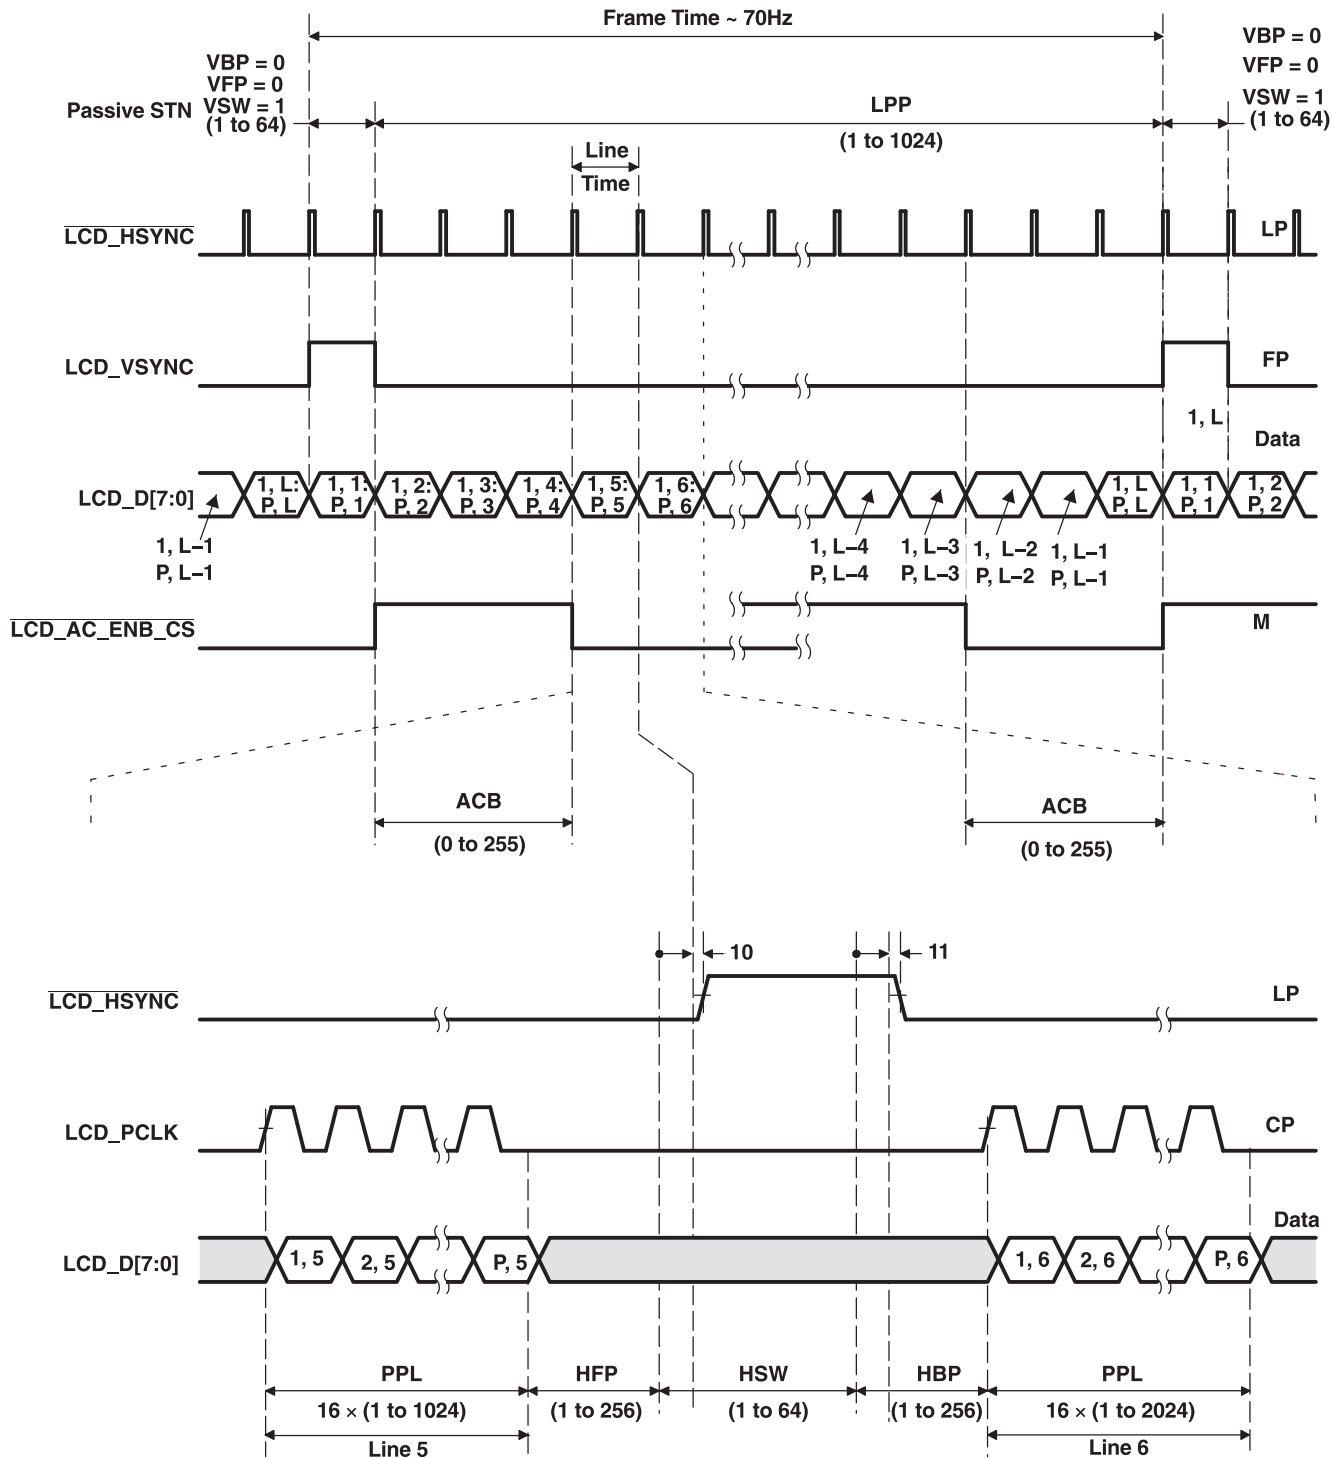 Frame Time ~ 70Hz
VBP = 0
VFP = 0
VSW = 1
(1 to 64)
VBP = 0
VFP = 0
VSW = 1
(1 to 64)
Passive STN
LPP
(1 to 1024)
Line
Time
LCD_HSYNC
LP
LCD_VSYNC
FP
1, L
Data
LCD_D[7:0]
1, L:
P, L
1, 1:
P, 1
1, 2:
P, 2
1, 3:
P, 3
1, 4:
P, 4
1, 5:
P, 5
1, 6:
P, 6
1, L
P, L
1, 1
P, 1
1, 2
P, 2
1, L–1
P, L–1
1, L–4
P, L–4
1, L–3
P, L–3
1, L–2
P, L–2
1, L–1
P, L–1
LCD_AC_ENB_CS
M
ACB
(0 to 255)
ACB
(0 to 255)
10
11
LCD_HSYNC
LP
LCD_PCLK
CP
Data
LCD_D[7:0]
1, 5
2, 5
P, 5
1, 6
2, 6
P, 6
PPL
HFP
HSW
HBP
PPL
16 × (1 to 1024)
(1 to 256)
(1 to 64)
(1 to 256)
16 × (1 to 2024)
Line 5
Line 6